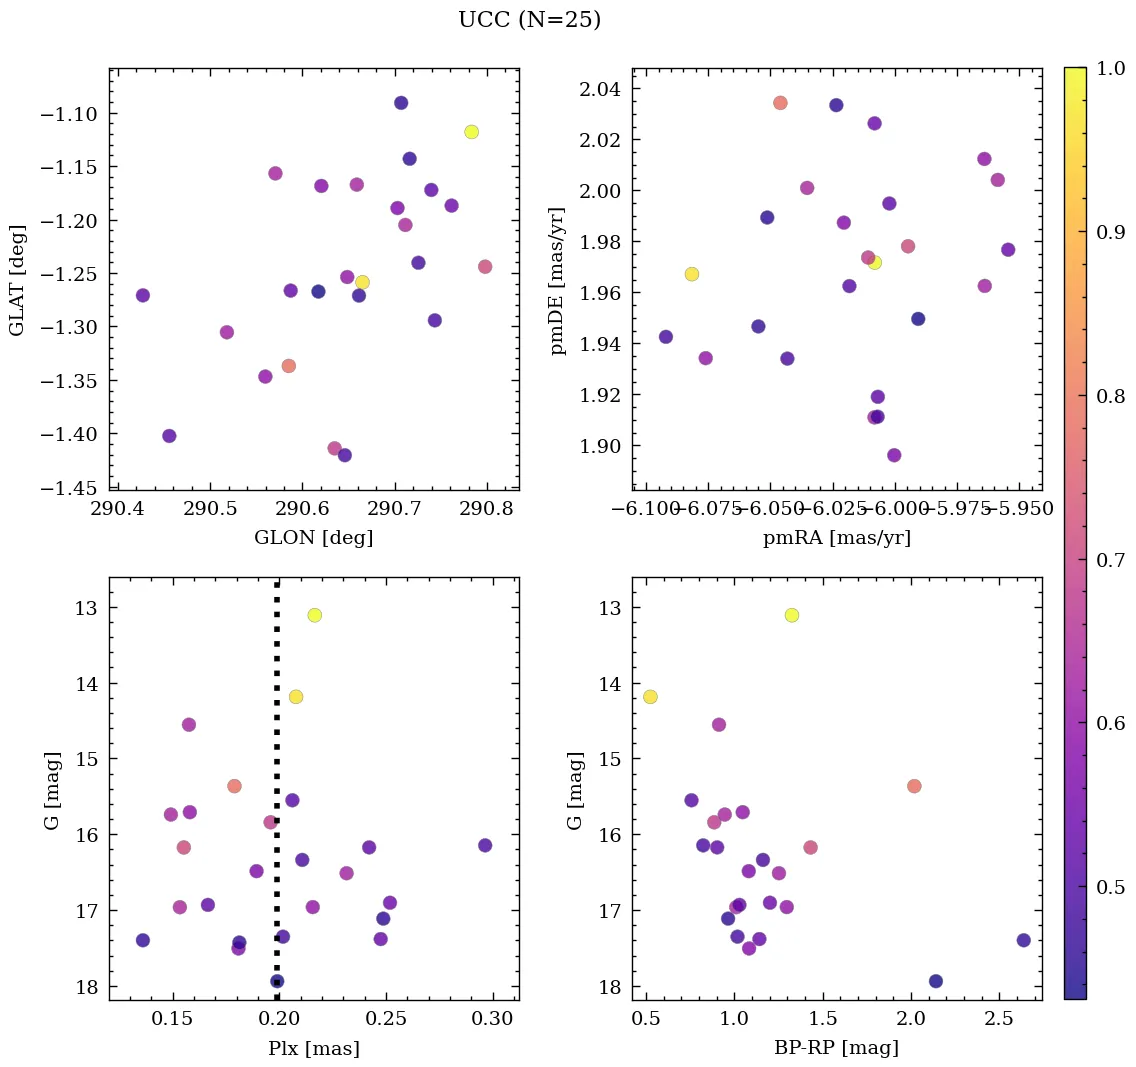 UCC (N=25)
−1.10
−1.15
−1.20
−1.25
−1.30
−1.35
−1.40
−1.45
GLAT [deg]
290.4 290.5 290.6 290.7 290.8
GLON [deg]
2.04
2.02
2.00
1.98
1.96
1.94
1.92
1.90
pmDE [mas/yr]
−6.100 −6.075 −6.050 −6.025 −6.000 −5.975 −5.950
pmRA [mas/yr]
13
14
15
16
17
18
G [mag]
0.15 0.20 0.25 0.30
Plx [mas]
13
14
15
16
17
18
G [mag]
0.5 1.0 1.5 2.0 2.5
BP-RP [mag]
1.0
0.9
0.8
0.7
0.6
0.5